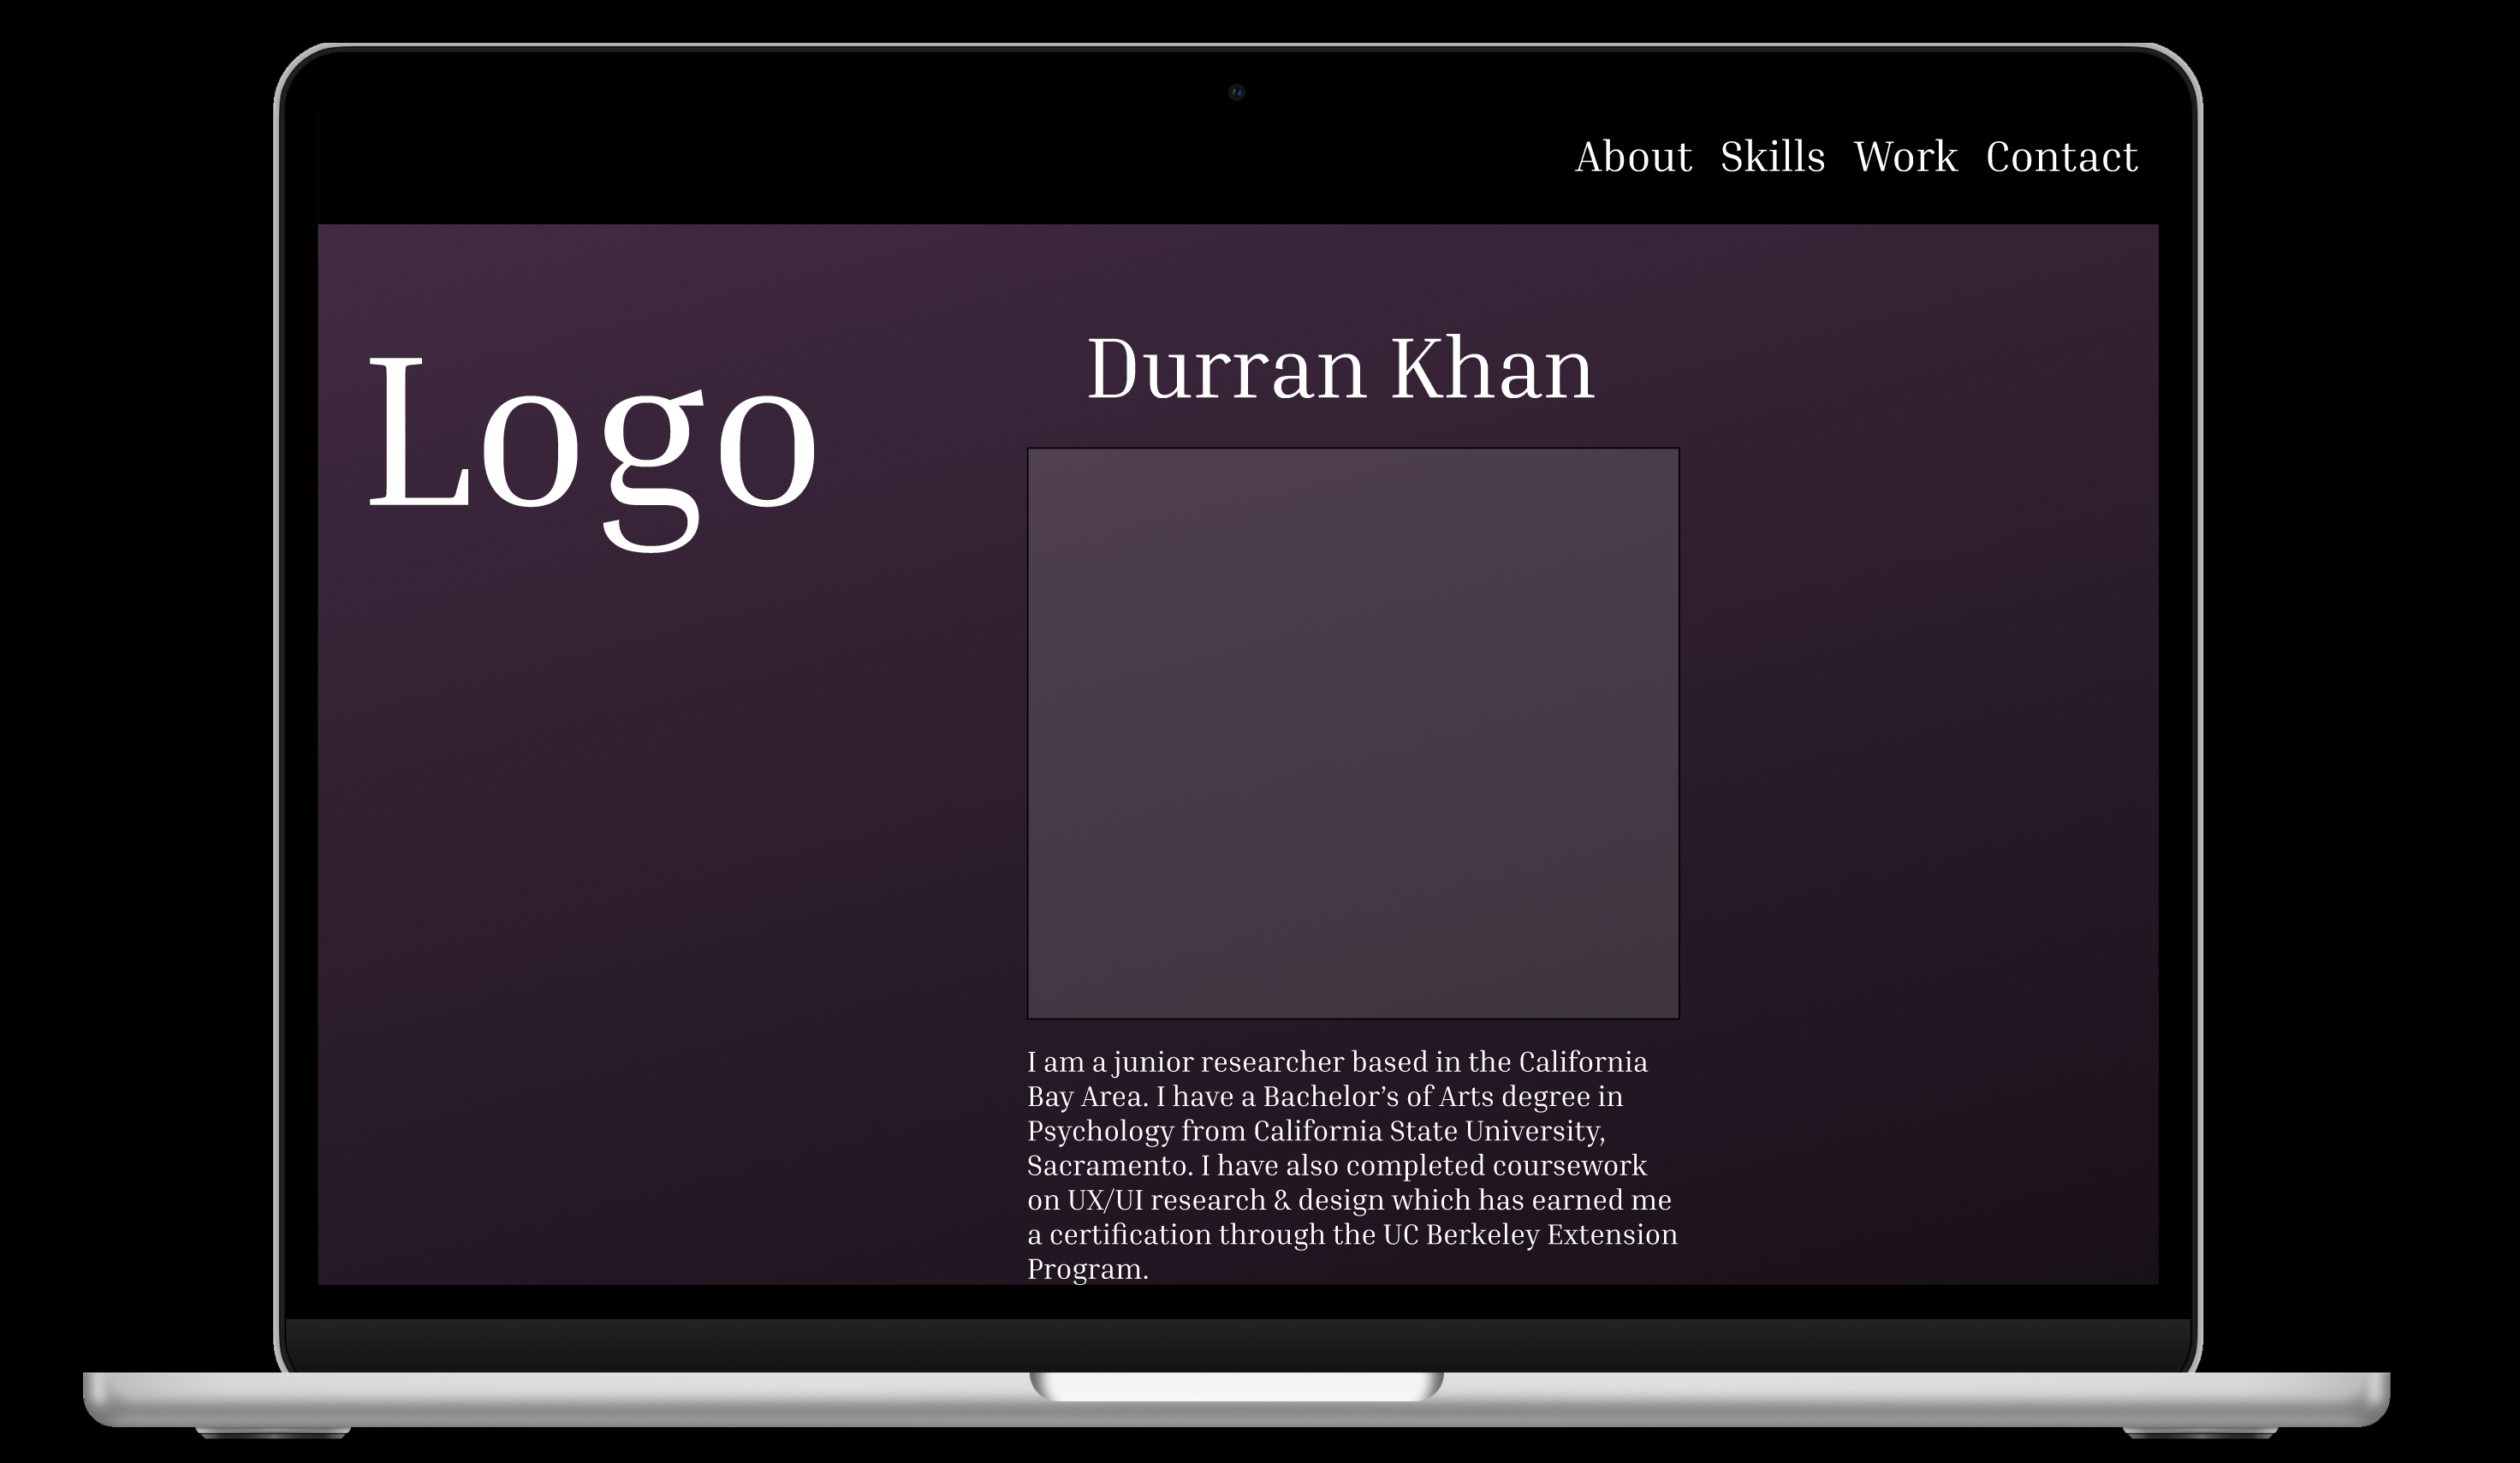 About Skills Work Contact
Logo
Durran Khan
I am a junior researcher based in the California
Bay Area. I have a Bachelor’s of Arts degree in
Psychology from California State University,
Sacramento. I have also completed coursework
on UX/UI research & design which has earned me
a certification through the UC Berkeley Extension
Program.